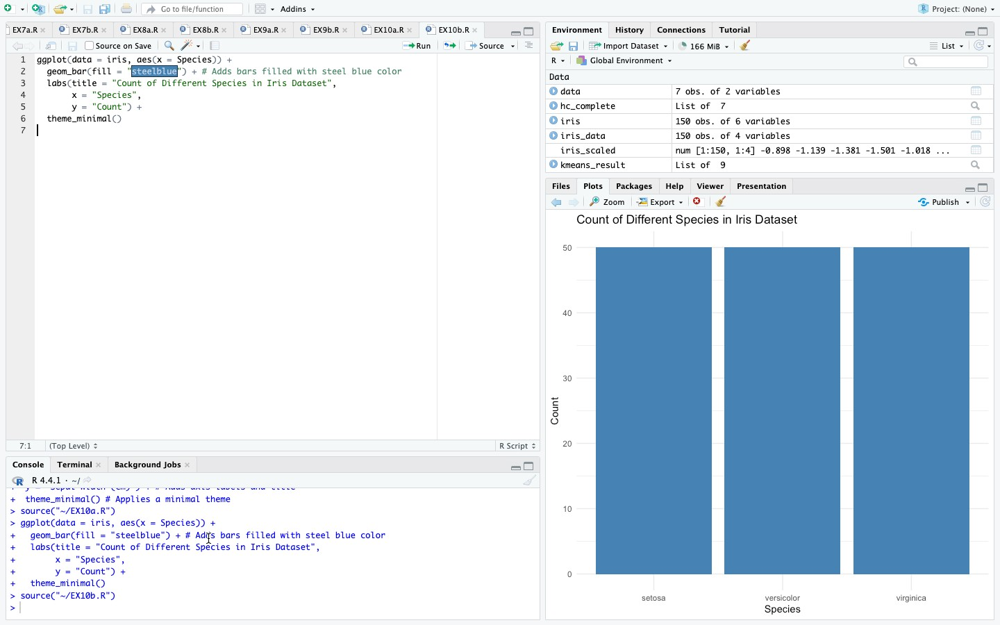 Go to file/function
Addins
Project: (None)
EX7a.R
EX7b.R
EX8a.R
EX8b.R
EX9a.R
EX9b.R
EX10a.R
EX10b.R
Source on Save
Run
Source
1 ggplot(data = iris, aes(x = Species)) +
2 geom_bar(fill = "steelblue") + # Adds bars filled with steel blue color
3 labs(title = "Count of Different Species in Iris Dataset",
4 x = "Species",
5 y = "Count") +
6 theme_minimal()
7
7:1 (Top Level) R Script
Console Terminal Background Jobs
R 4.4.1 · ~/
+ y = "Sepal Width (cm)") + # Adds axis labels and title
+ theme_minimal() # Applies a minimal theme
> source("~/EX10a.R")
> ggplot(data = iris, aes(x = Species)) +
+ geom_bar(fill = "steelblue") + # Adds bars filled with steel blue color
+ labs(title = "Count of Different Species in Iris Dataset",
+ x = "Species",
+ y = "Count") +
+ theme_minimal()
> source("~/EX10b.R")
>
Environment History Connections Tutorial
Import Dataset 166 MiB List
R Global Environment
Data
data 7 obs. of 2 variables
hc_complete List of 7
iris 150 obs. of 6 variables
iris_data 150 obs. of 4 variables
iris_scaled num [1:150, 1:4] -0.898 -1.139 -1.381 -1.501 -1.018 ...
kmeans_result List of 9
Files Plots Packages Help Viewer Presentation
Zoom Export Publish
Count of Different Species in Iris Dataset
50
40
30
20
10
0
Count
setosa versicolor virginica
Species